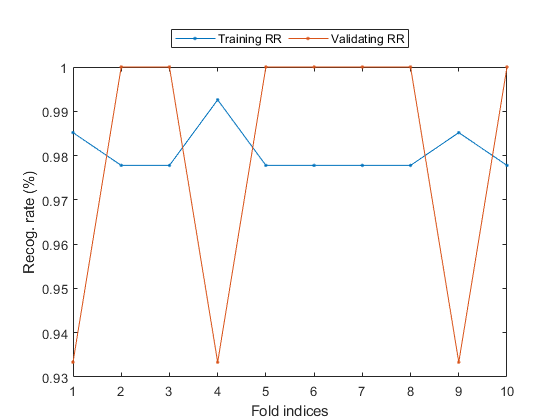 Training RR Validating RR
1
0.99
0.98
0.97
0.96
0.95
0.94
0.93
Recog. rate (%)
1 2 3 4 5 6 7 8 9 10
Fold indices